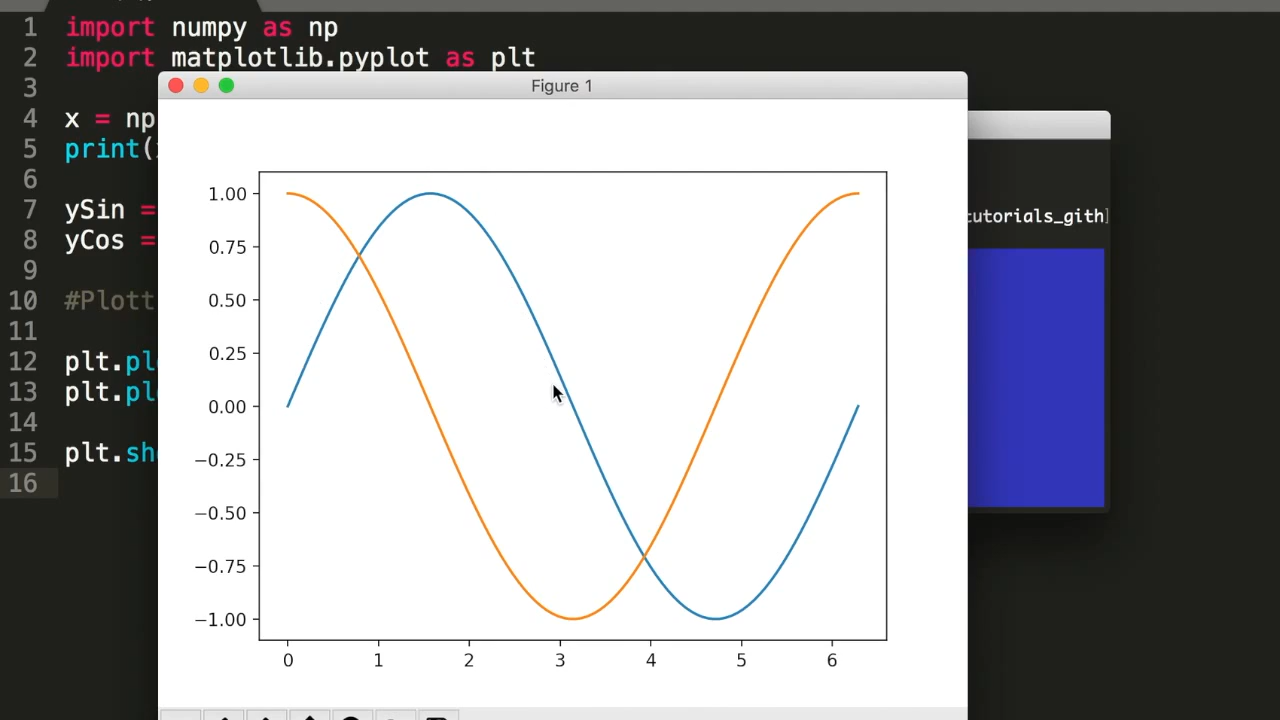 1 import numpy as np
2 import matplotlib.pyplot as plt
3
4 x = np
5 print(
6
7 ySin =
8 yCos =
9
10 #Plott
11
12 plt.pl
13 plt.pl
14
15 plt.sh
16
Figure 1
1.00
0.75
0.50
0.25
0.00
−0.25
−0.50
−0.75
−1.00
0 1 2 3 4 5 6
tutorials_gith